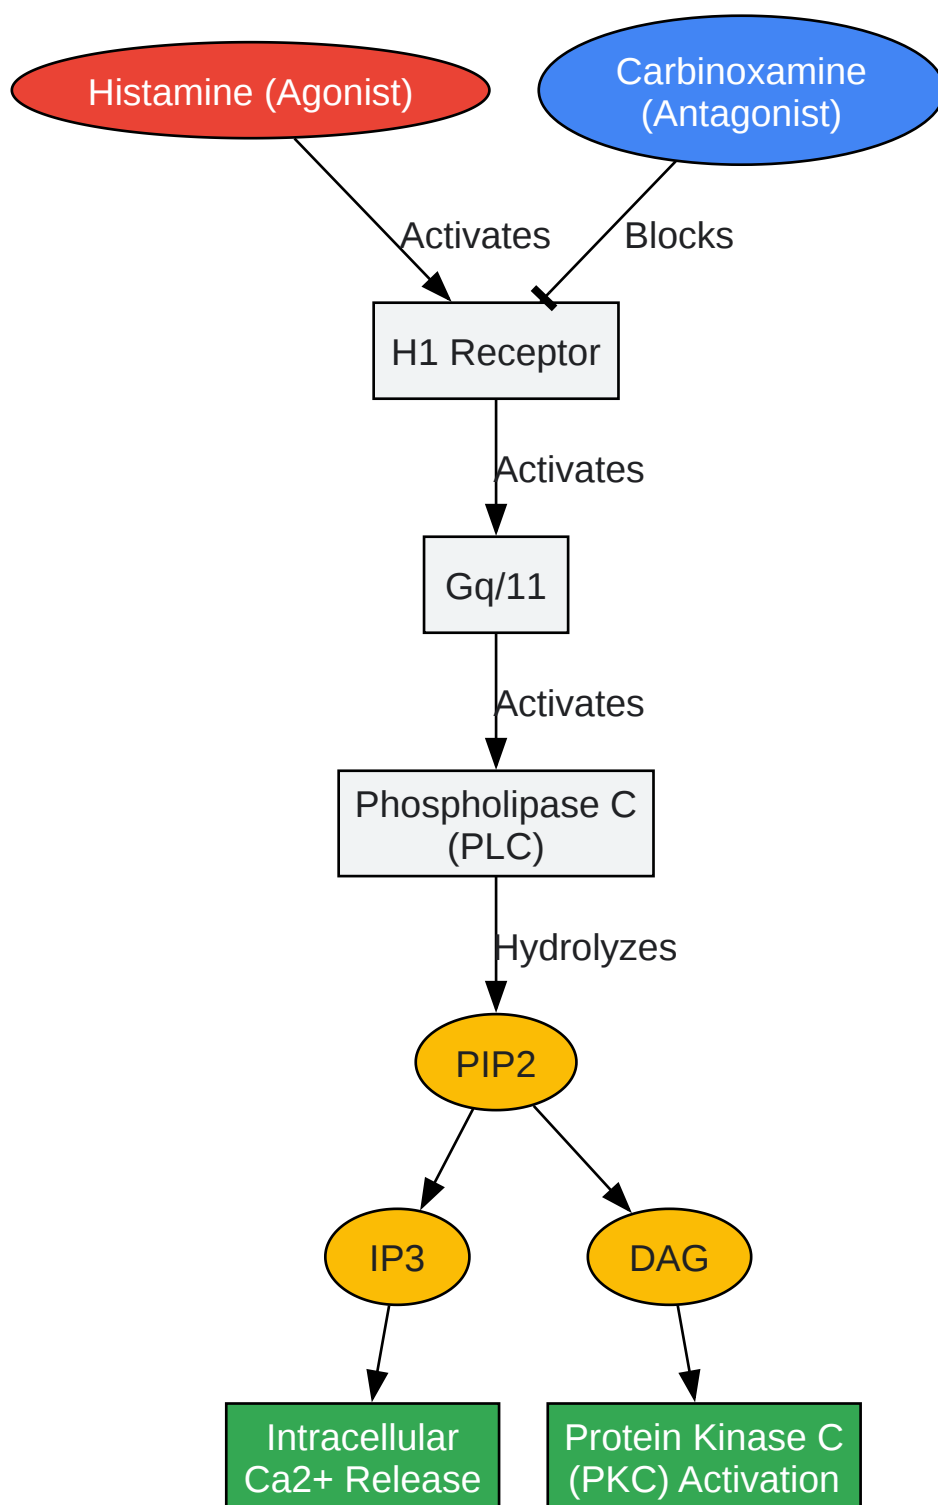 Histamine (Agonist)
Carbinoxamine
(Antagonist)
Activates
Blocks
H1 Receptor
Activates
Gq/11
Activates
Phospholipase C
(PLC)
Hydrolyzes
PIP2
IP3
DAG
Intracellular
Ca2+ Release
Protein Kinase C
(PKC) Activation